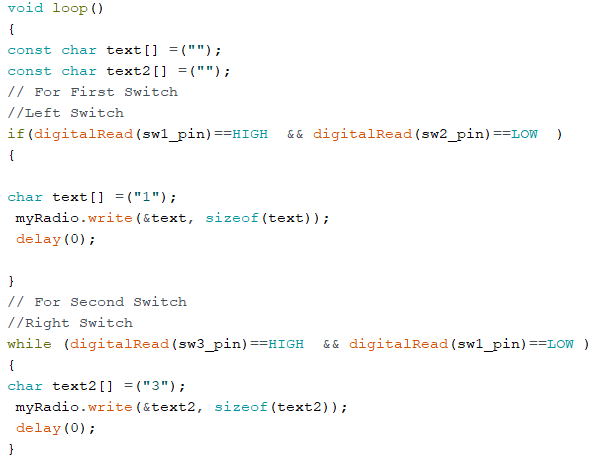 void loop()
{
const char text[] =("");
const char text2[] =("");
// For First Switch
//Left Switch
if(digitalRead(sw1_pin)==HIGH  && digitalRead(sw2_pin)==LOW  )
{
char text[] =("1");
myRadio.write(&text, sizeof(text));
delay(0);
}
// For Second Switch
//Right Switch
while (digitalRead(sw3_pin)==HIGH  && digitalRead(sw1_pin)==LOW )
{
char text2[] =("3");
myRadio.write(&text2, sizeof(text2));
delay(0);
}